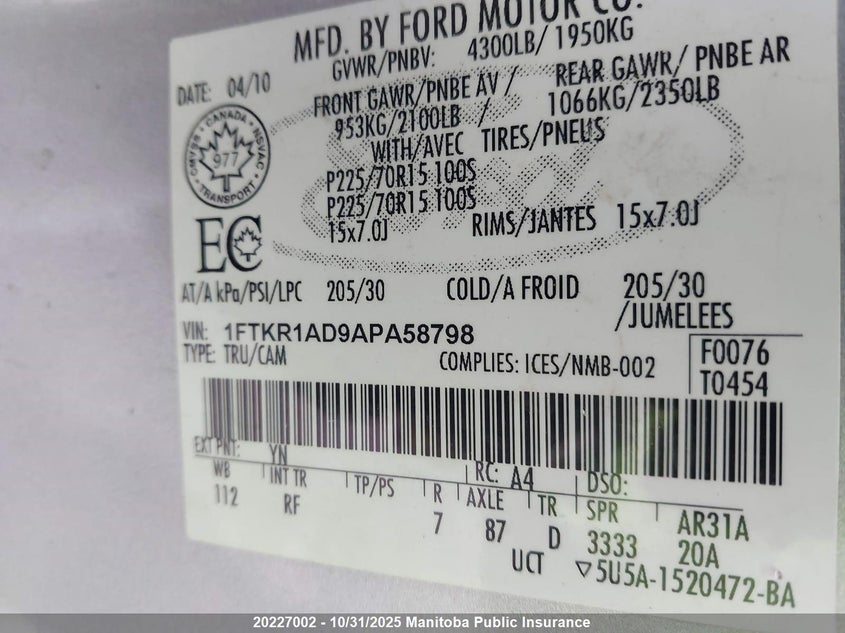 MFD. BY FORD MOTOR CO.
GVWR/PNBV: 4300LB/ 1950KG
DATE: 04/10
FRONT GAWR/PNBE AV / REAR GAWR/ PNBE AR
953KG/2100LB / 1066KG/2350LB
WITH/AVEC TIRES/PNEUS
P225/70R15 100S
P225/70R15 100S
15x7.0J RIMS/JANTES 15x7.0J
CMVSS • CANADA • NSVAC
977
TRANSPORT
EC
AT/A kPa/PSI/LPC 205/30 COLD/A FROID 205/30
/JUMELEES
VIN: 1FTKR1AD9APA58798
TYPE: TRU/CAM COMPLIES: ICES/NMB-002
F0076
T0454
EXT PNT: YN RC: A4 DSO:
WB INT TR TP/PS R AXLE TR SPR AR31A
112 RF 7 87 D 3333 20A
UCT ▽5U5A-1520472-BA
20227002 - 10/31/2025 Manitoba Public Insurance